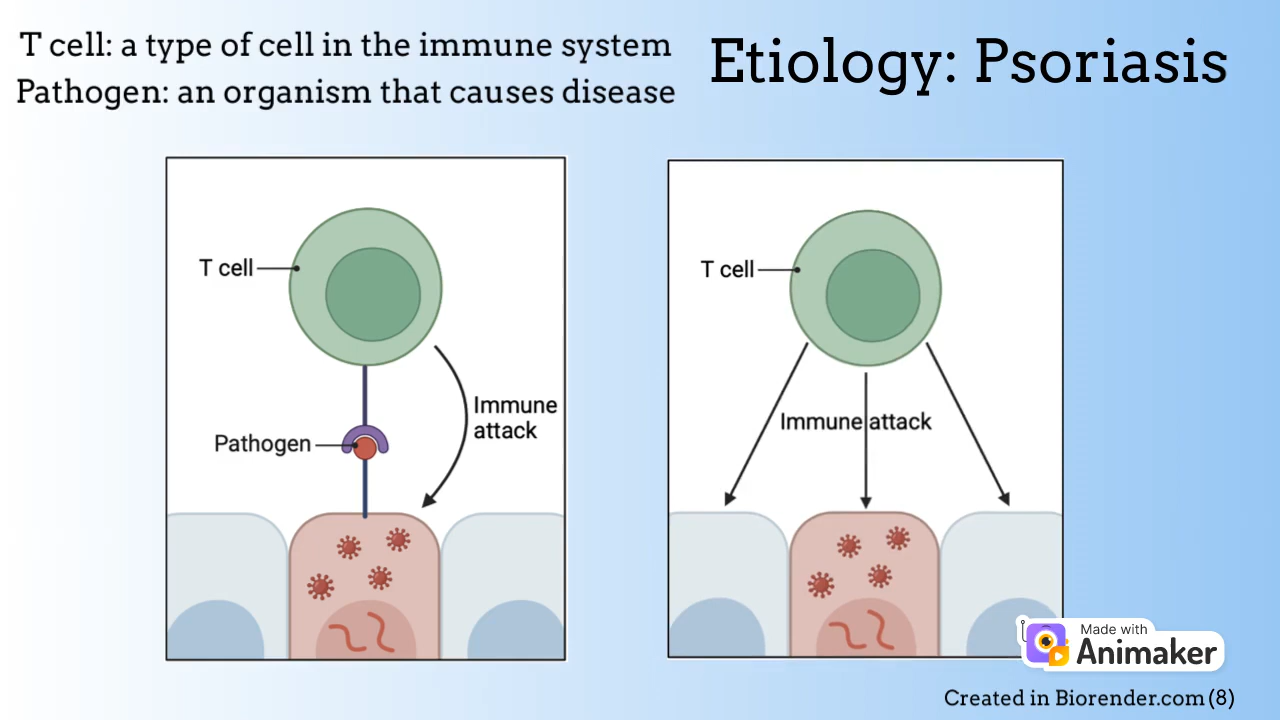 T cell: a type of cell in the immune system
Pathogen: an organism that causes disease
Etiology: Psoriasis
T cell
Pathogen
Immune
attack
T cell
Immune attack
Made with
Animaker
Created in Biorender.com (8)